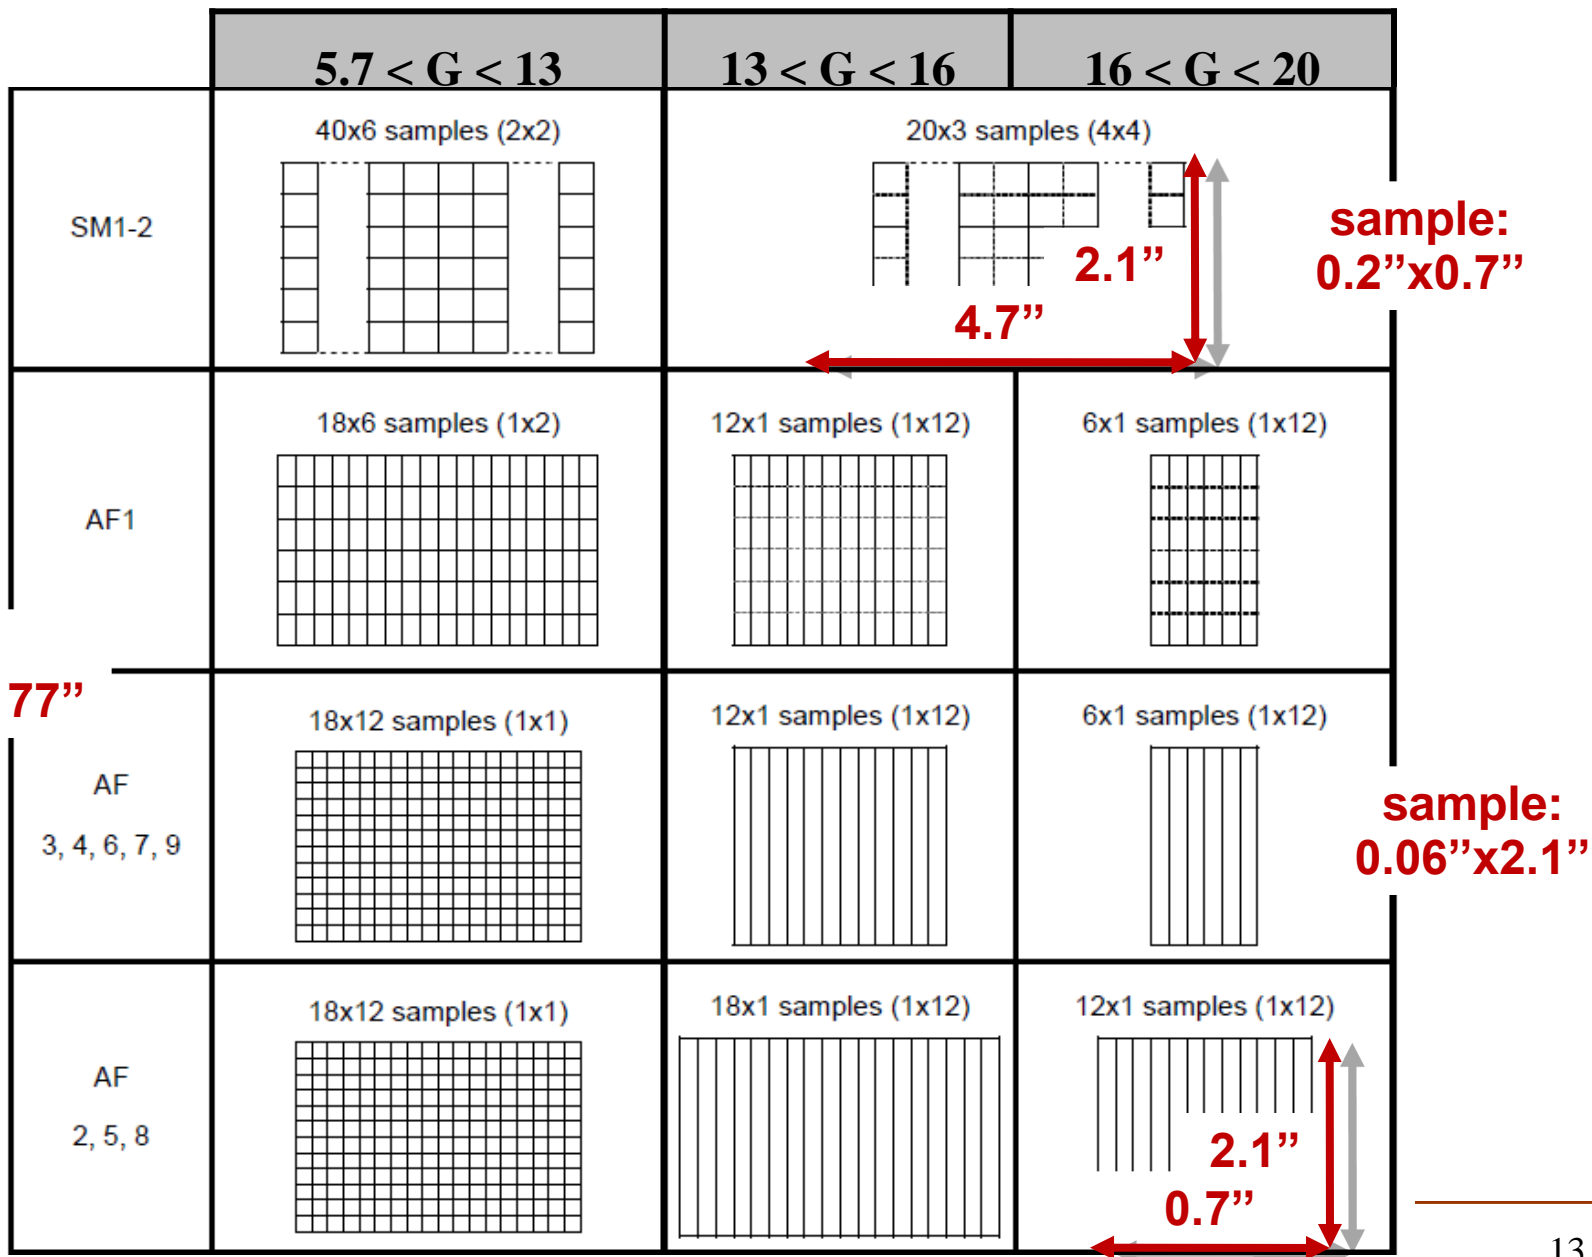 5.7 < G < 13
13 < G < 16
16 < G < 20
SM1-2
40x6 samples (2x2)
20x3 samples (4x4)
2.1”
4.7”
sample:
0.2”x0.7”
AF1
18x6 samples (1x2)
12x1 samples (1x12)
6x1 samples (1x12)
77”
AF
3, 4, 6, 7, 9
18x12 samples (1x1)
12x1 samples (1x12)
6x1 samples (1x12)
sample:
0.06”x2.1”
AF
2, 5, 8
18x12 samples (1x1)
18x1 samples (1x12)
12x1 samples (1x12)
2.1”
0.7”
13